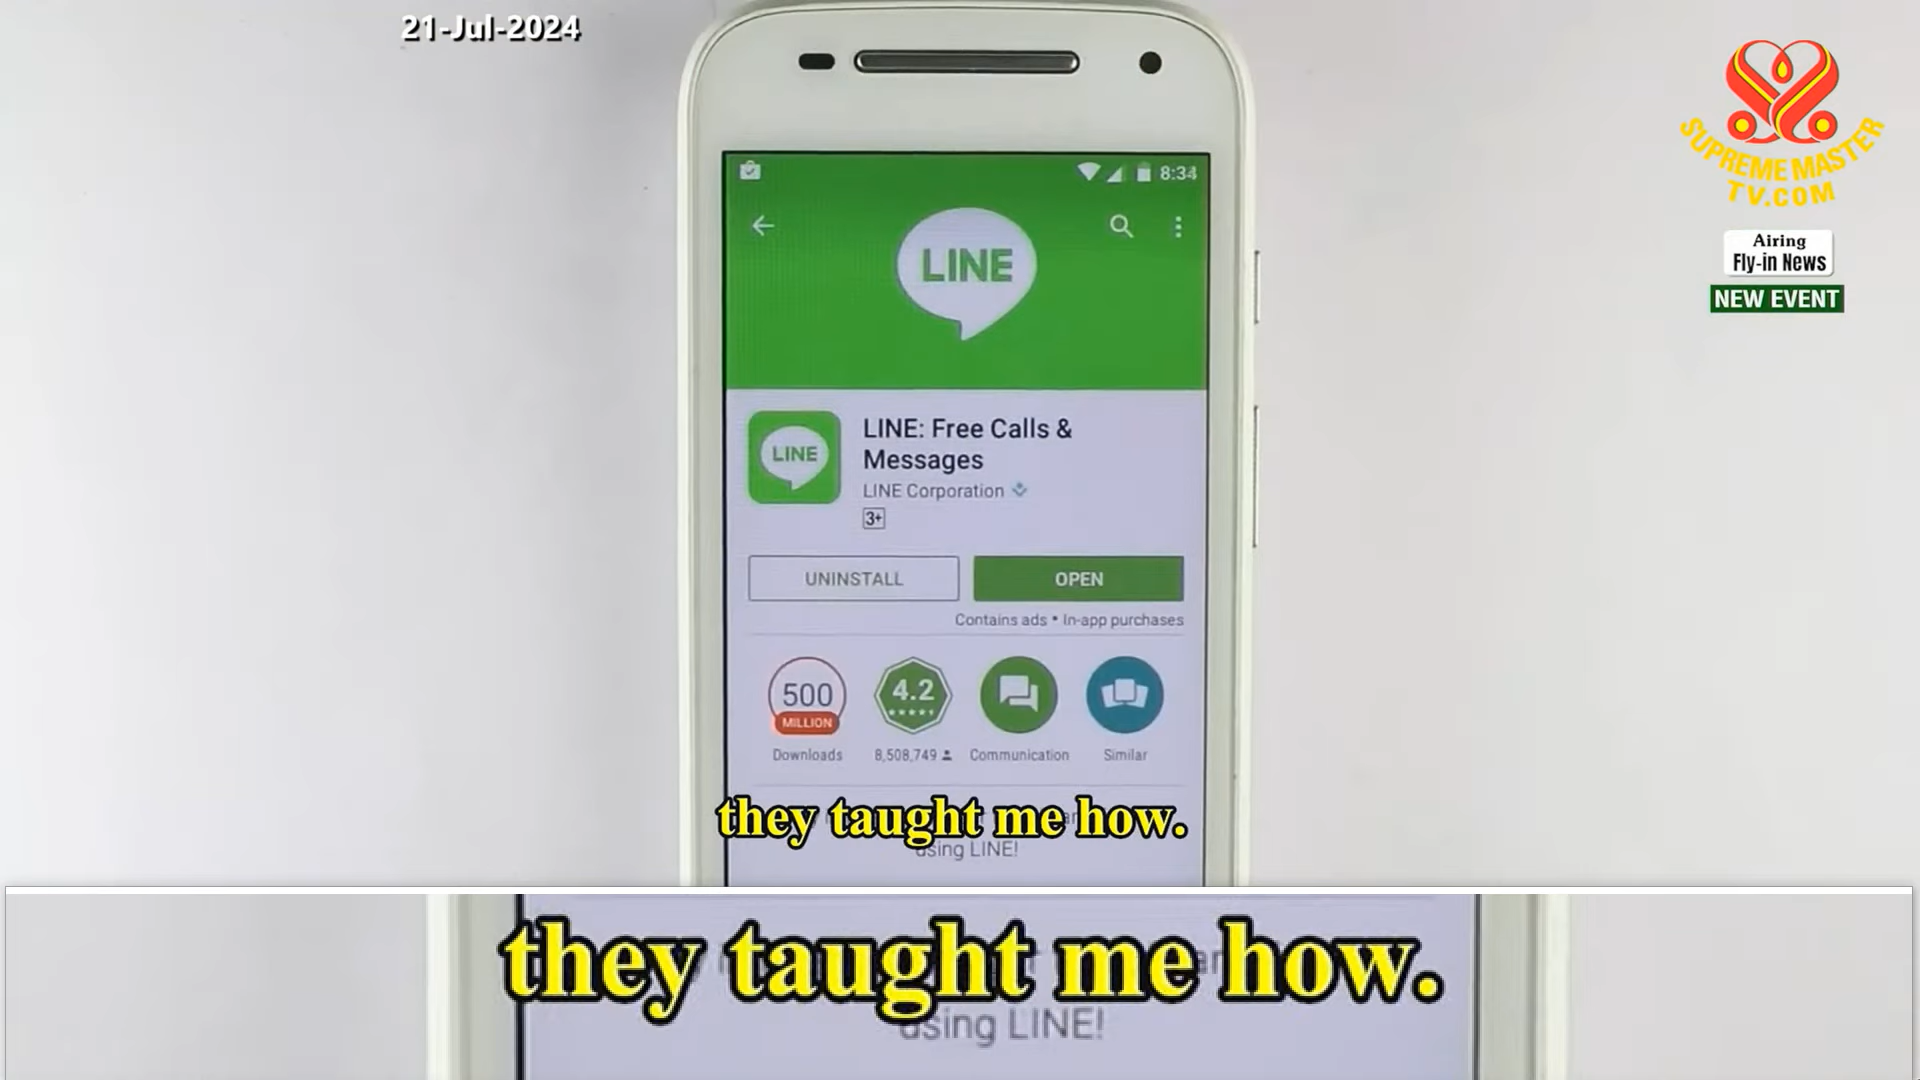 21-Jul-2024
SUPREME MASTER
TV.COM
Airing
Fly-in News
NEW EVENT
8:34
LINE
LINE
LINE: Free Calls &
Messages
LINE Corporation
3+
UNINSTALL
OPEN
Contains ads • In-app purchases
500
MILLION
4.2
Downloads
8,508,749
Communication
Similar
they taught me how.
using LINE!
they taught me how.
using LINE!